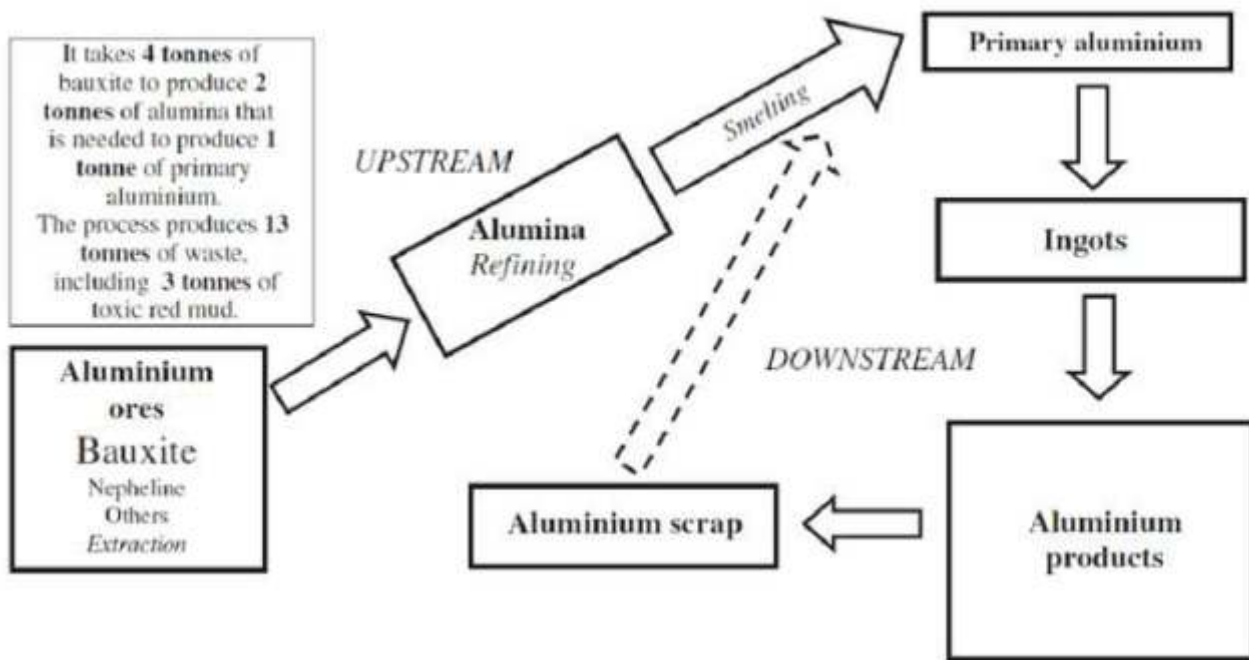 It takes 4 tonnes of
bauxite to produce 2
tonnes of alumina that
is needed to produce 1
tonne of primary
aluminium.
The process produces 13
tonnes of waste,
including 3 tonnes of
toxic red mud.
Aluminium
ores
Bauxite
Nepheline
Others
Extraction
UPSTREAM
Alumina
Refining
Smelting
Primary aluminium
Ingots
DOWNSTREAM
Aluminium
products
Aluminium scrap